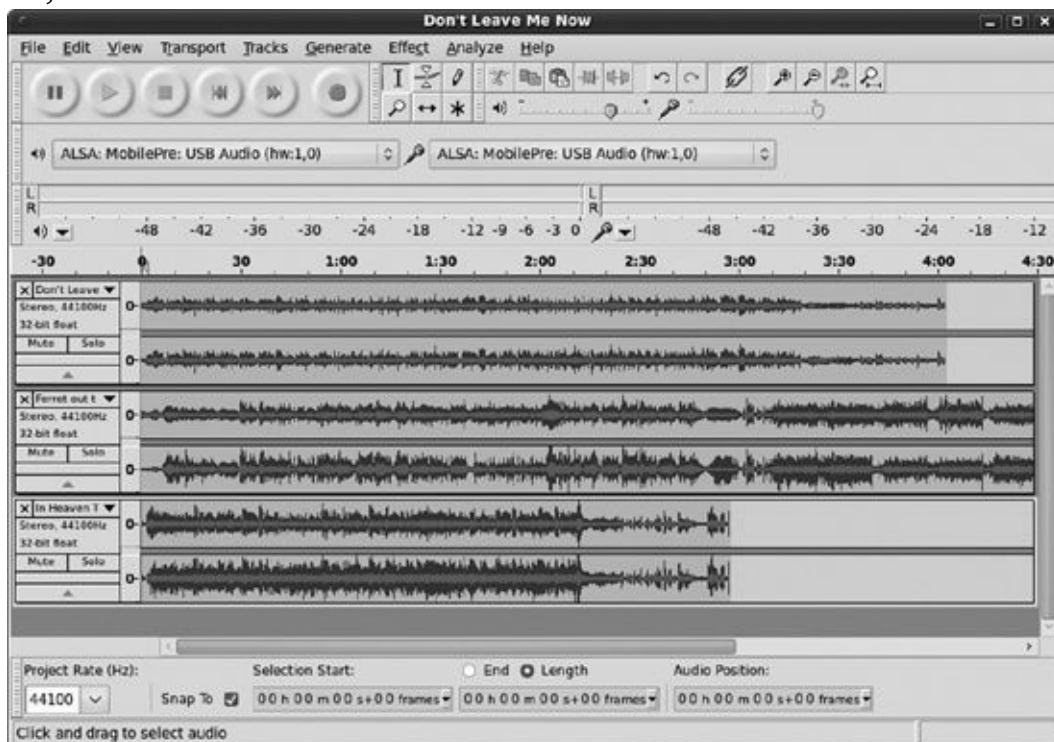 Don't Leave Me Now
File Edit View Transport Tracks Generate Effect Analyze Help
ALSA: MobilePre: USB Audio (hw:1,0) ALSA: MobilePre: USB Audio (hw:1,0)
L L
R R
-48 -42 -36 -30 -24 -18 -12 -9 -6 -3 0 -48 -42 -36 -30 -24 -18 -12
-30 0 30 1:00 1:30 2:00 2:30 3:00 3:30 4:00 4:30
Don't Leave
Stereo, 44100Hz
32-bit float
Mute Solo
0-
0-
Ferret out t
Stereo, 44100Hz
32-bit float
Mute Solo
0-
0-
In Heaven T
Stereo, 44100Hz
32-bit float
Mute Solo
0-
0-
Project Rate (Hz): Selection Start: End Length Audio Position:
44100 Snap To 00 h 00 m 00 s+00 frames 00 h 00 m 00 s+00 frames 00 h 00 m 00 s+00 frames
Click and drag to select audio